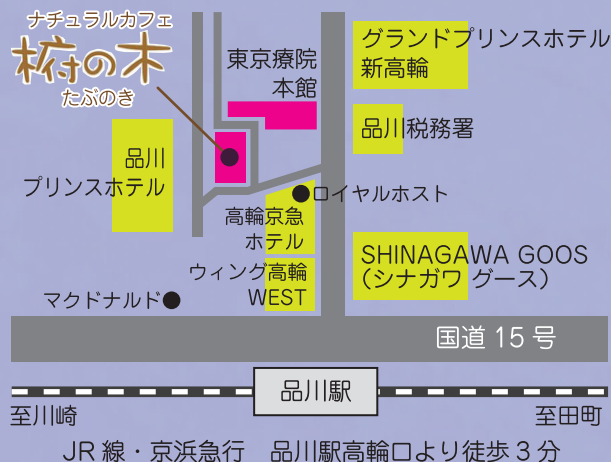 ナチュラルカフェ
椨の木
たぶのき
東京療院
本館
グランドプリンスホテル
新高輪
品川税務署
品川
プリンスホテル
ロイヤルホスト
高輪京急
ホテル
ウィング高輪
WEST
SHINAGAWA GOOS
(シナガワ グース)
マクドナルド
国道 15 号
品川駅
至川崎
至田町
JR 線・京浜急行 品川駅高輪口より徒歩 3 分